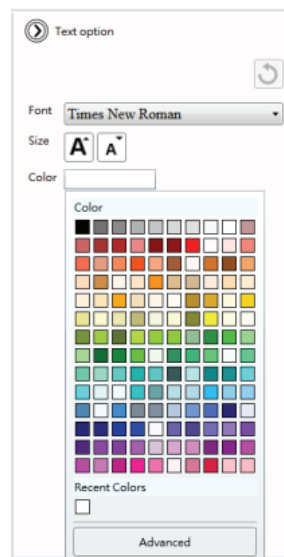 Text option
Font Times New Roman
Size A A
Color
Color
Recent Colors
Advanced